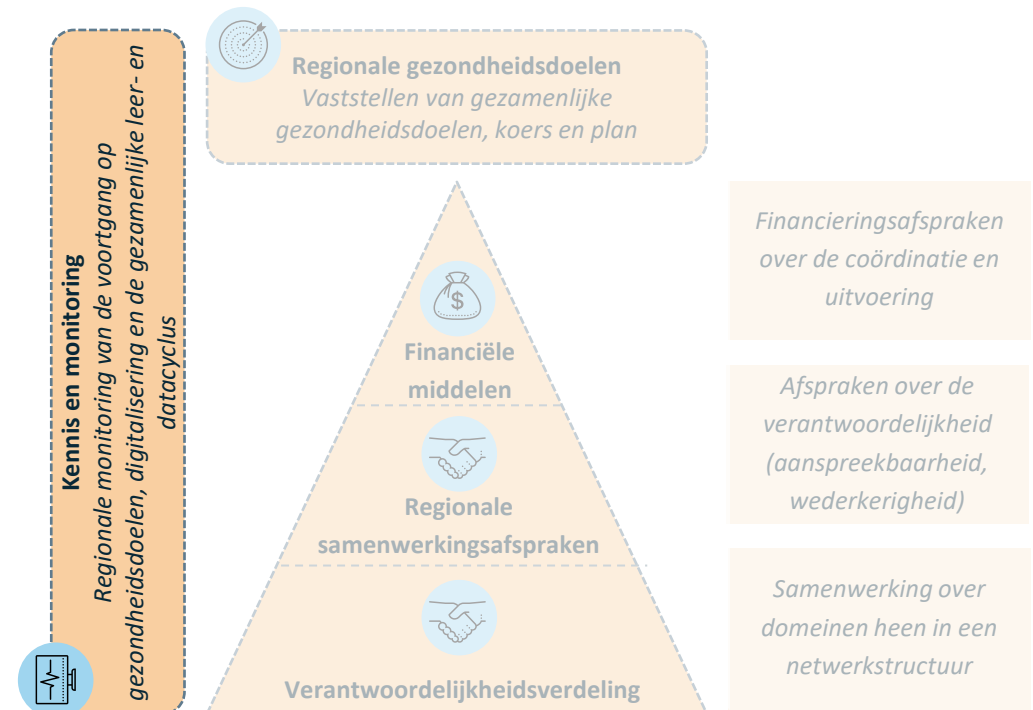 Kennis en monitoring
Regionale monitoring van de voortgang op
gezondheidsdoelen, digitalisering en de gezamenlijke leer- en
datacyclus
Regionale gezondheidsdoelen
Vaststellen van gezamenlijke
gezondheidsdoelen, koers en plan
$
Financiële
middelen
Regionale
samenwerkingsafspraken
Verantwoordelijkheidsverdeling
Financieringsafspraken
over de coördinatie en
uitvoering
Afspraken over de
verantwoordelijkheid
(aanspreekbaarheid,
wederkerigheid)
Samenwerking over
domeinen heen in een
netwerkstructuur